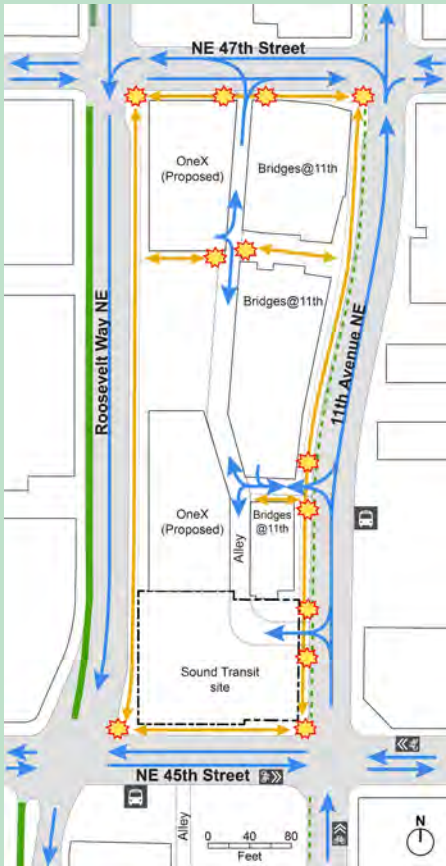 NE 47th Street
OneX
(Proposed)
Bridges@11th
Bridges@11th
Roosevelt Way NE
11th Avenue NE
OneX
(Proposed)
Alley
Bridges
@11th
Sound Transit
site
NE 45th Street
Alley
0 40 80
Feet
N